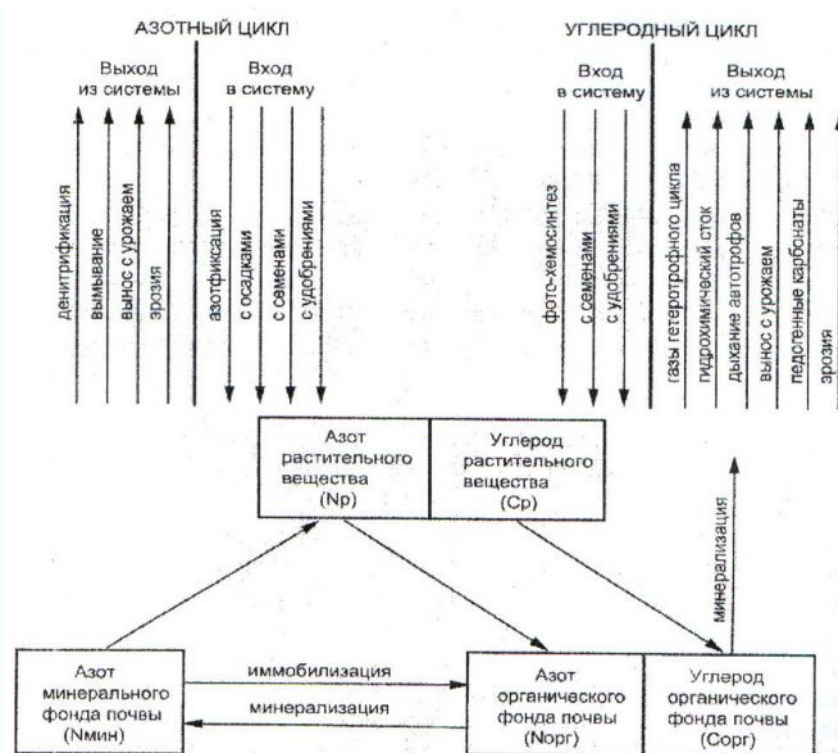 АЗОТНЫЙ ЦИКЛ
Выход
из системы
Вход
в систему
денитрификация
вымывание
вынос с урожаем
эрозия
азотфиксация
с осадками
с семенами
с удобрениями
УГЛЕРОДНЫЙ ЦИКЛ
Вход
в систему
Выход
из системы
фото-хемосинтез
с семенами
с удобрениями
газы гетеротрофного цикла
гидрохимический сток
дыхание автотрофов
вынос с урожаем
педогенные карбонаты
эрозия
Азот
растительного
вещества
(Nр)
Углерод
растительного
вещества
(Ср)
минерализация
Азот
минерального
фонда почвы
(Nмин)
иммобилизация
минерализация
Азот
органического
фонда почвы
(Nорг)
Углерод
органического
фонда почвы
(Сорг)